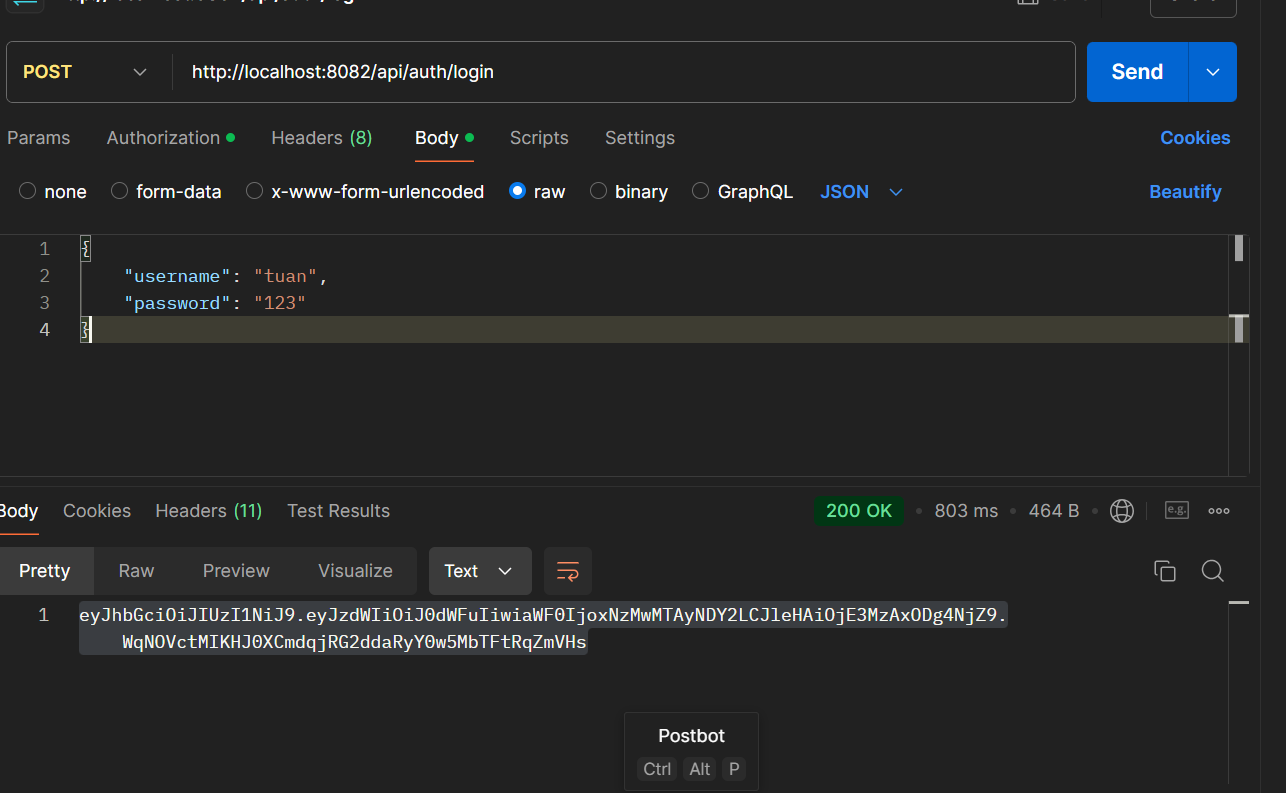 POST
http://localhost:8082/api/auth/login
Send
Params Authorization Headers (8) Body Scripts Settings Cookies
none form-data x-www-form-urlencoded raw binary GraphQL JSON Beautify
1 {
2 "username": "tuan",
3 "password": "123"
4 }
Body Cookies Headers (11) Test Results 200 OK 803 ms 464 B e.g.
Pretty Raw Preview Visualize Text
1 eyJhbGciOiJIUzI1NiJ9.eyJzdWIiOiJ0dWFuIiwiaWF0IjoxNzMwMTAyNDY2LCJleHAiOjE3MzAxODg4NjZ9.
WqNOVctMIKHJ0XCmdqjRG2ddaRyY0w5MbTFtRqZmVHs
Postbot
Ctrl Alt P